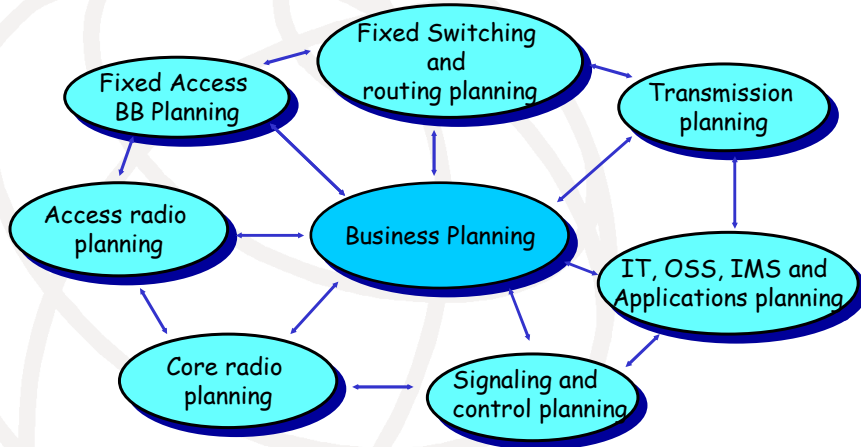 Fixed Switching
and
routing planning
Fixed Access
BB Planning
Transmission
planning
Access radio
planning
Business Planning
IT, OSS, IMS and
Applications planning
Core radio
planning
Signaling and
control planning